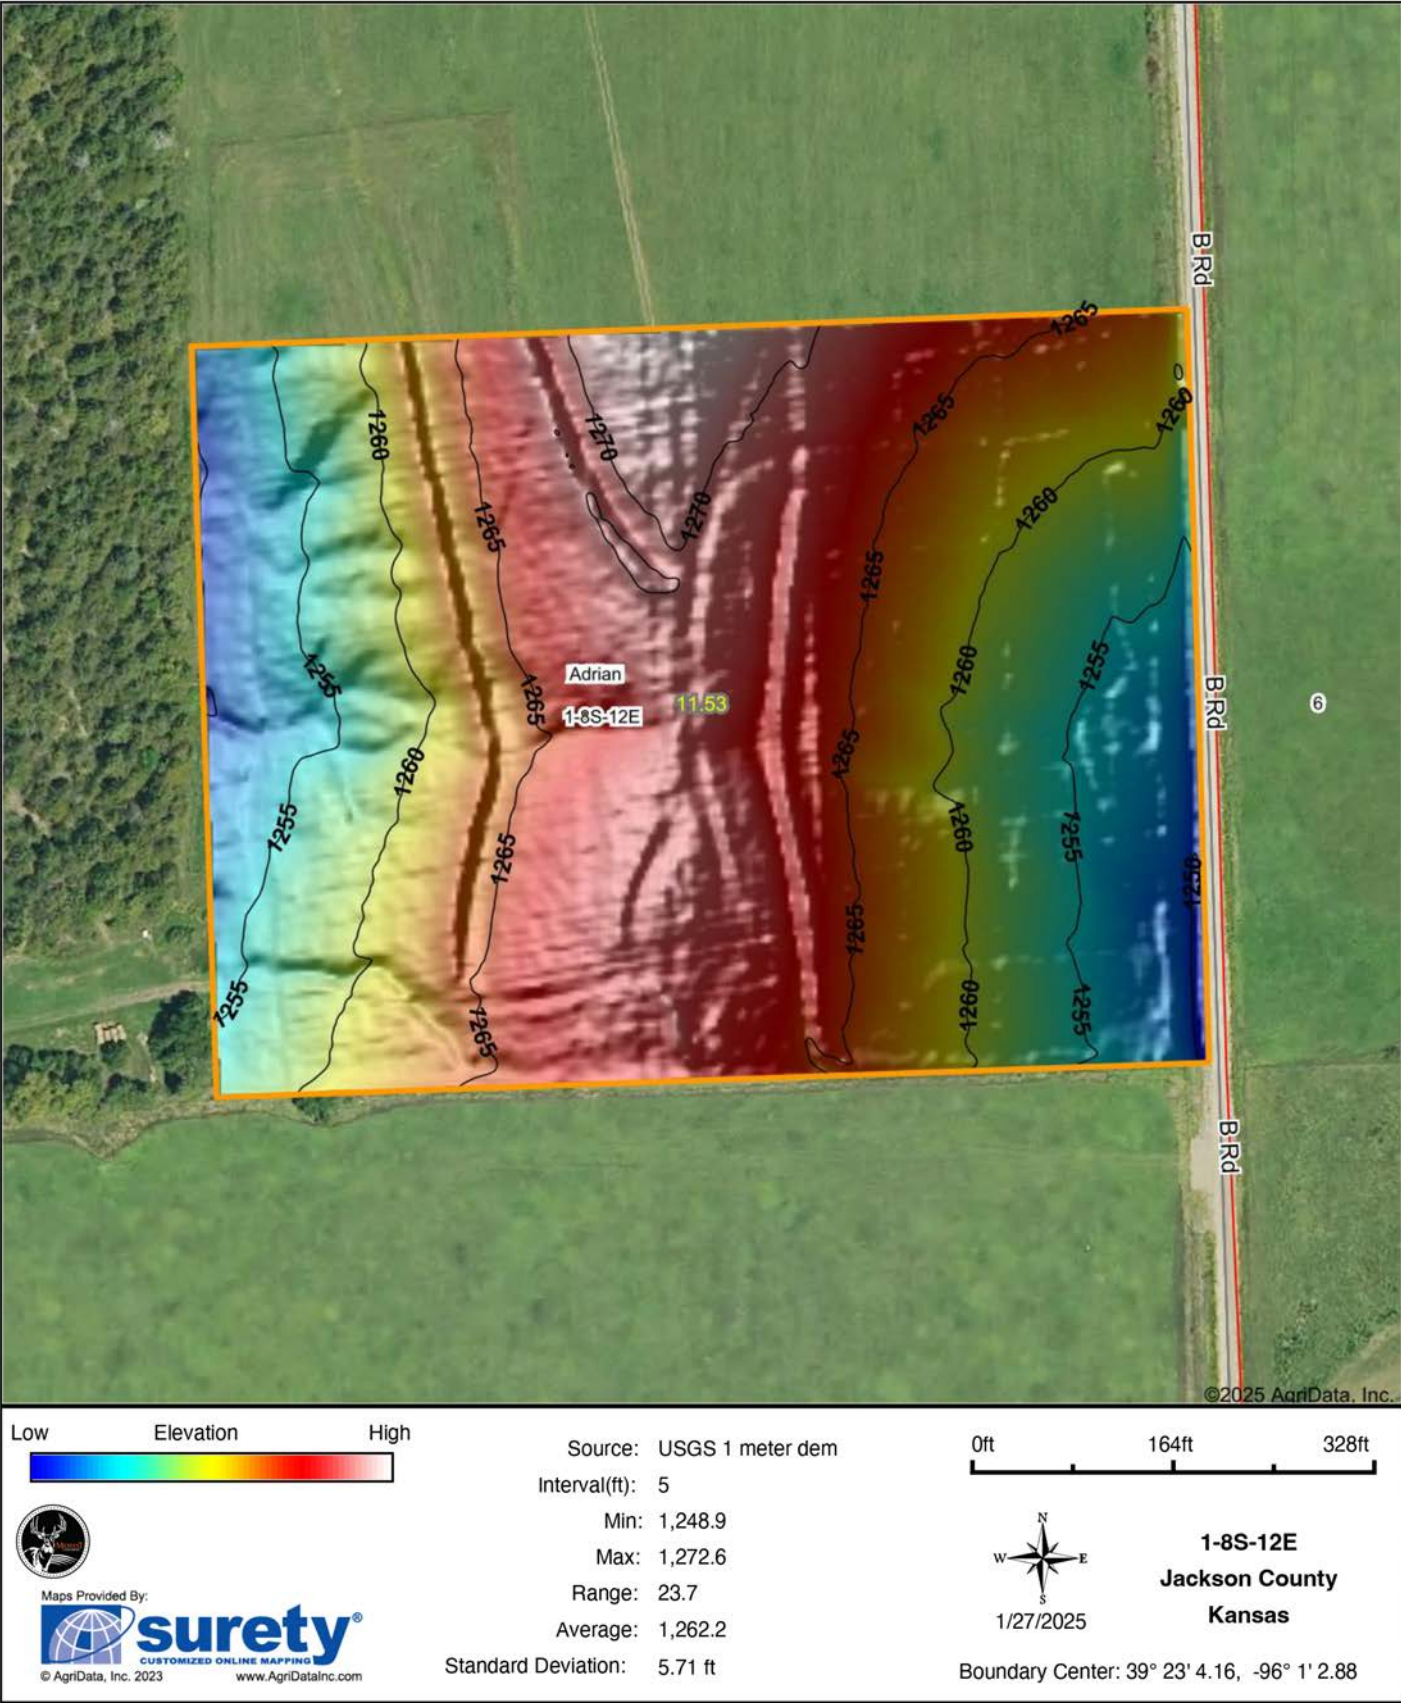 B Rd
1265
1265
1260
1260
1270
1270
1260
1265
1265
1260
1255
1255
Adrian
1-8S-12E
11.53
1265
B Rd
6
1265
1260
1255
1265
1260
1255
1250
1265
1255
1265
1260
1255
B Rd
©2025 AgriData, Inc.
Low Elevation High
Source: USGS 1 meter dem
Interval(ft): 5
Min: 1,248.9
Max: 1,272.6
Range: 23.7
Average: 1,262.2
Standard Deviation: 5.71 ft
0ft 164ft 328ft
N
W E
S
1/27/2025
1-8S-12E
Jackson County
Kansas
Boundary Center: 39° 23' 4.16, -96° 1' 2.88
Maps Provided By:
surety®
CUSTOMIZED ONLINE MAPPING
© AgriData, Inc. 2023 www.AgriDataInc.com